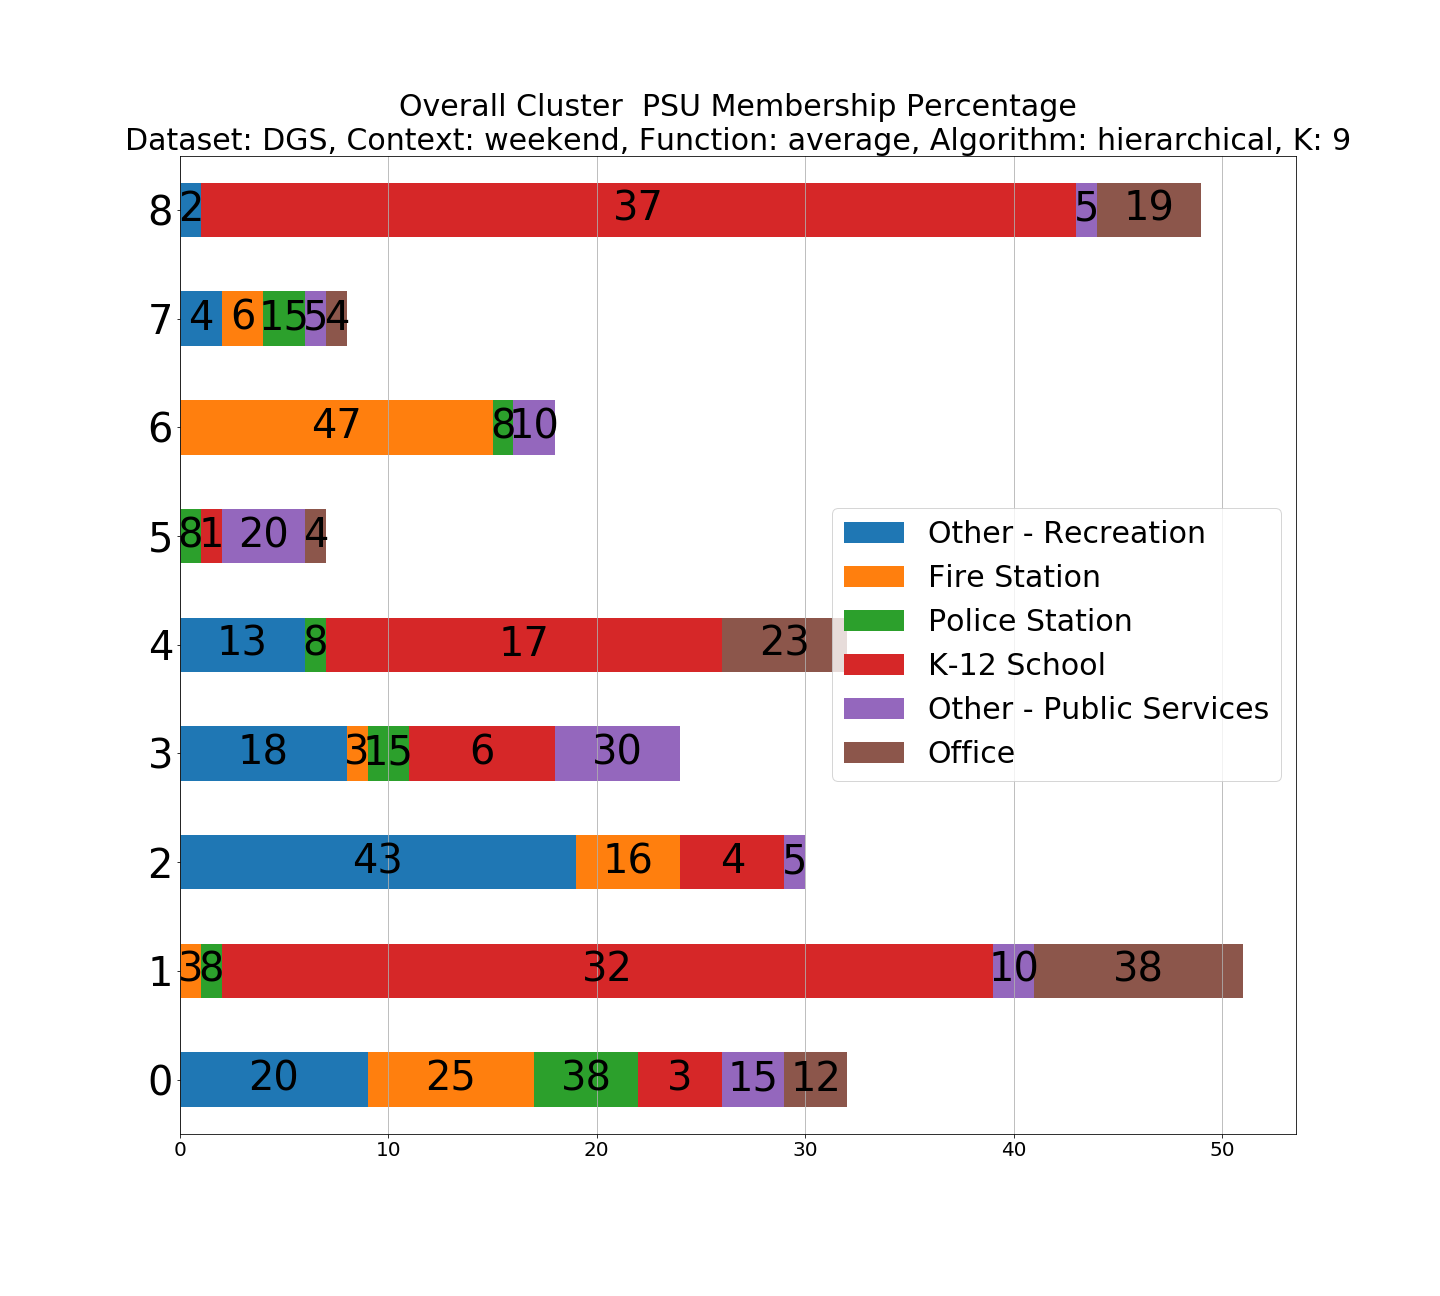 Overall Cluster  PSU Membership Percentage
Dataset: DGS, Context: weekend, Function: average, Algorithm: hierarchical, K: 9
8 2 37 5 19
7 4 6 15 5 4
6 47 8 10
5 8 1 20 4
4 13 8 17 23
3 18 3 15 6 30
2 43 16 4 5
1 3 8 32 10 38
0 20 25 38 3 15 12
0 10 20 30 40 50
Other - Recreation
Fire Station
Police Station
K-12 School
Other - Public Services
Office